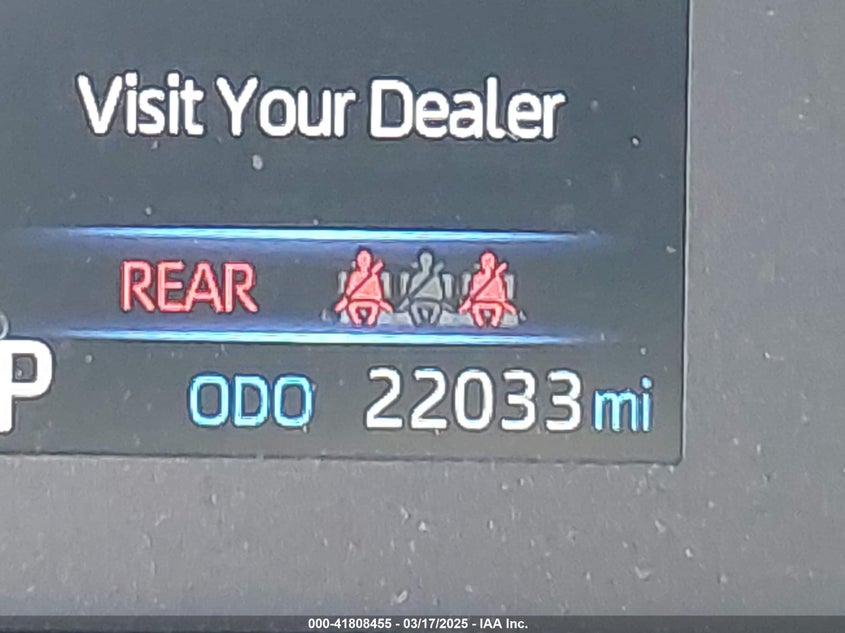 Visit Your Dealer
REAR
P
ODO 22033 mi
000-41808455 - 03/17/2025 - IAA Inc.